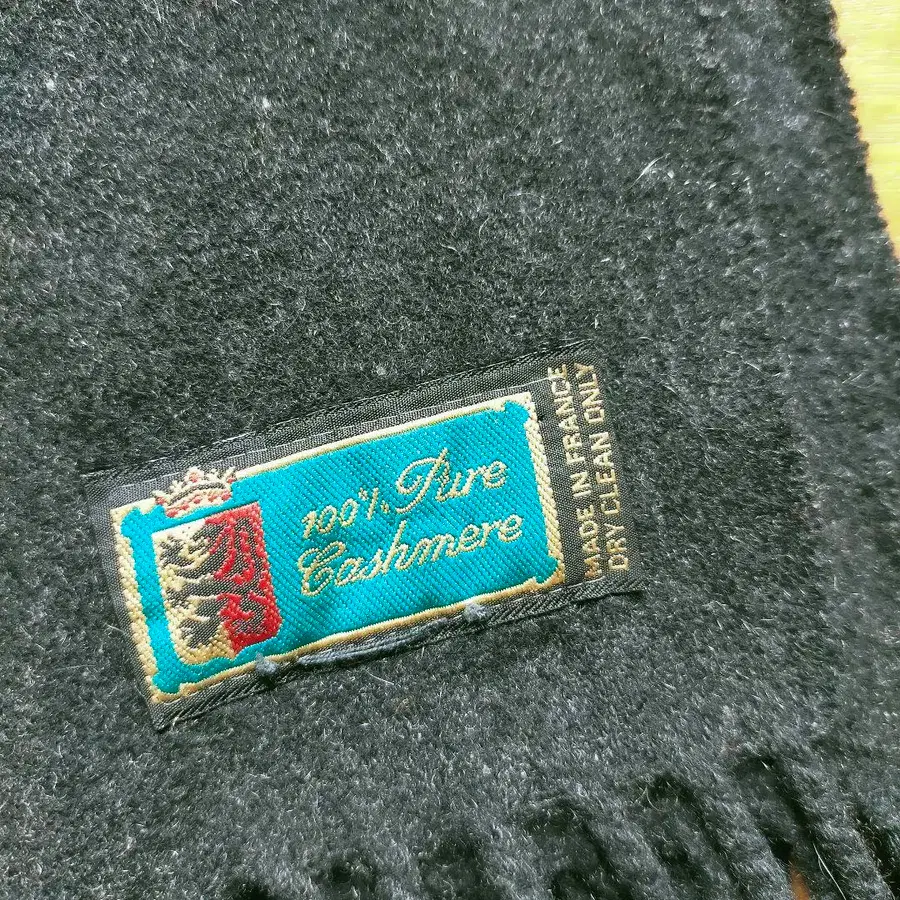 100% Pure
Cashmere
MADE IN FRANCE
DRY CLEAN ONLY